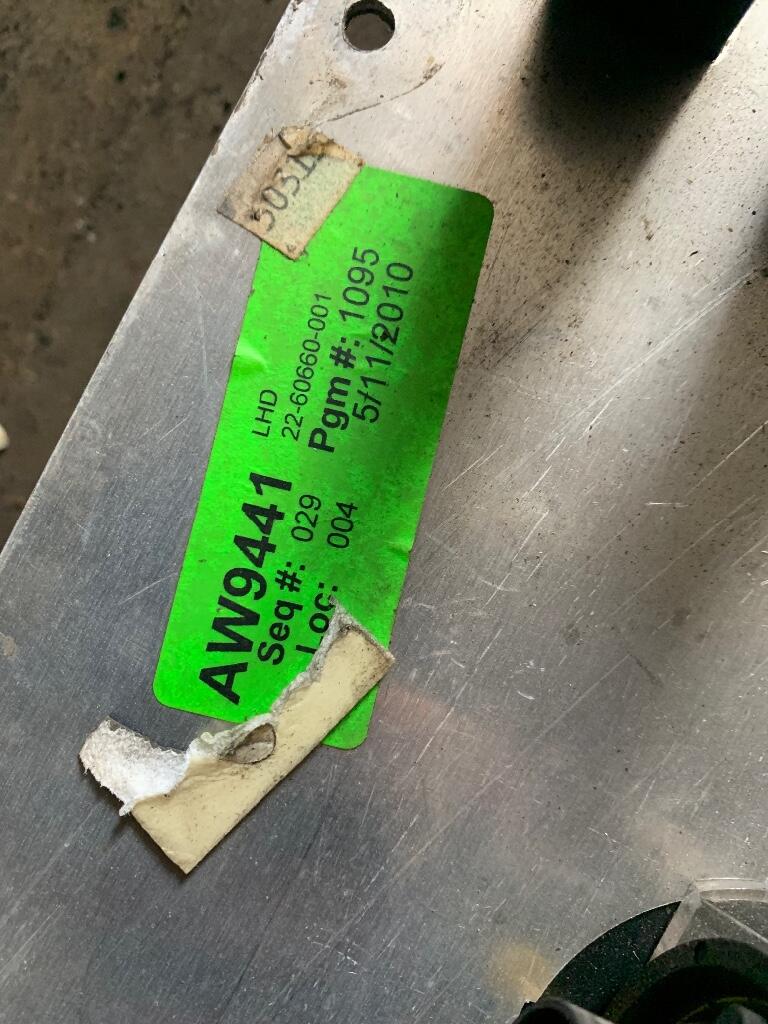 AW9441
LHD
Seq #: 029
22-60660-001
Loc: 004
Pgm #: 1095
5/11/2010